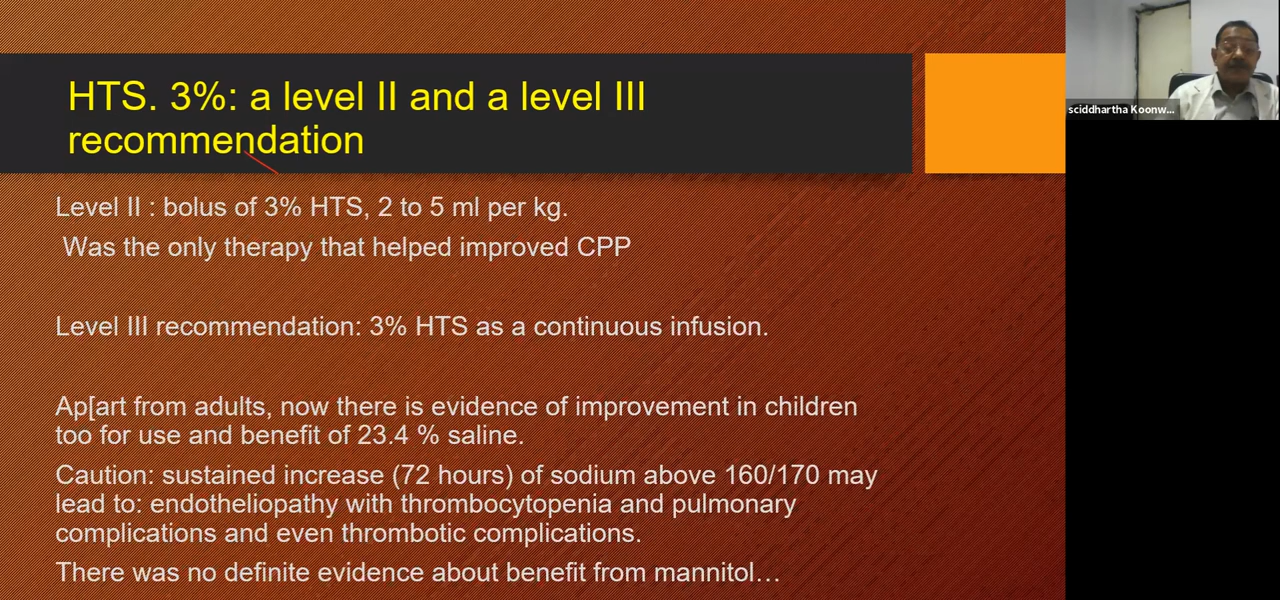 HTS. 3%: a level II and a level III
recommendation
sciddhartha Koonw...
Level II : bolus of 3% HTS, 2 to 5 ml per kg.
Was the only therapy that helped improved CPP
Level III recommendation: 3% HTS as a continuous infusion.
Ap[art from adults, now there is evidence of improvement in children
too for use and benefit of 23.4 % saline.
Caution: sustained increase (72 hours) of sodium above 160/170 may
lead to: endotheliopathy with thrombocytopenia and pulmonary
complications and even thrombotic complications.
There was no definite evidence about benefit from mannitol…